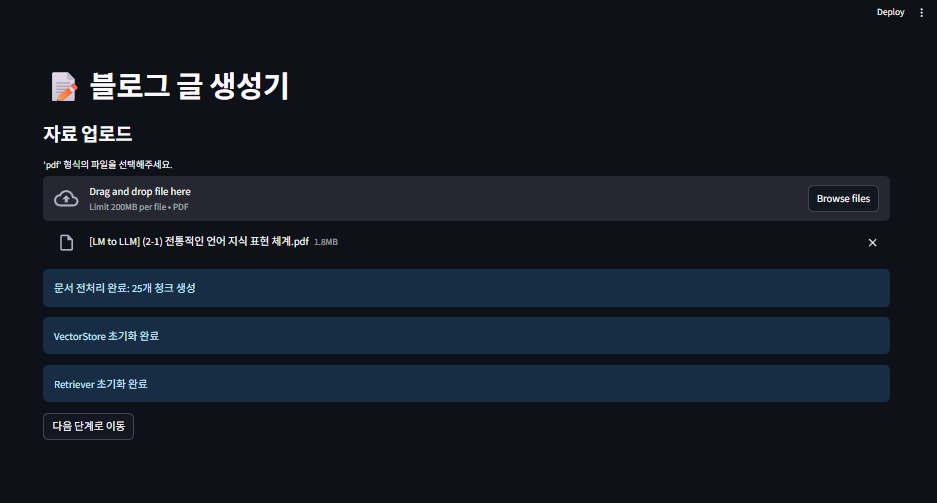 Deploy
블로그 글 생성기
자료 업로드
'pdf' 형식의 파일을 선택해주세요.
Drag and drop file here
Limit 200MB per file • PDF
Browse files
[LM to LLM] (2-1) 전통적인 언어 지식 표현 체계.pdf 1.8MB
문서 전처리 완료: 25개 청크 생성
VectorStore 초기화 완료
Retriever 초기화 완료
다음 단계로 이동